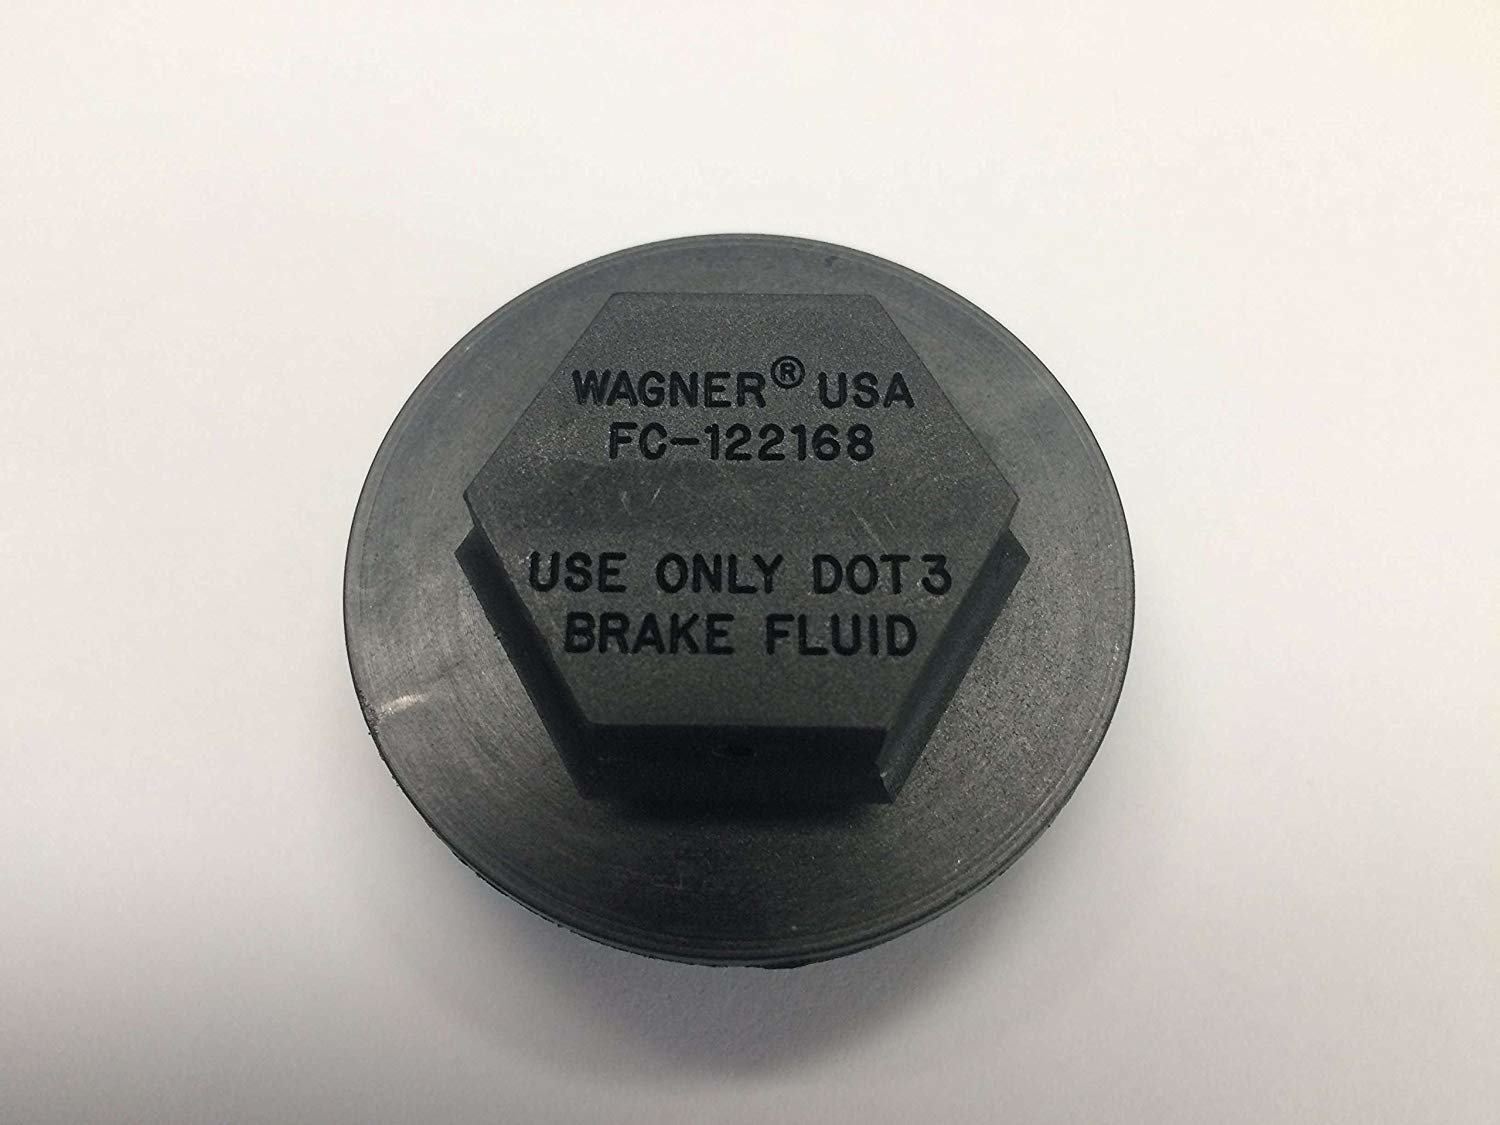 WAGNER® USA
FC-122168
USE ONLY DOT 3
BRAKE FLUID